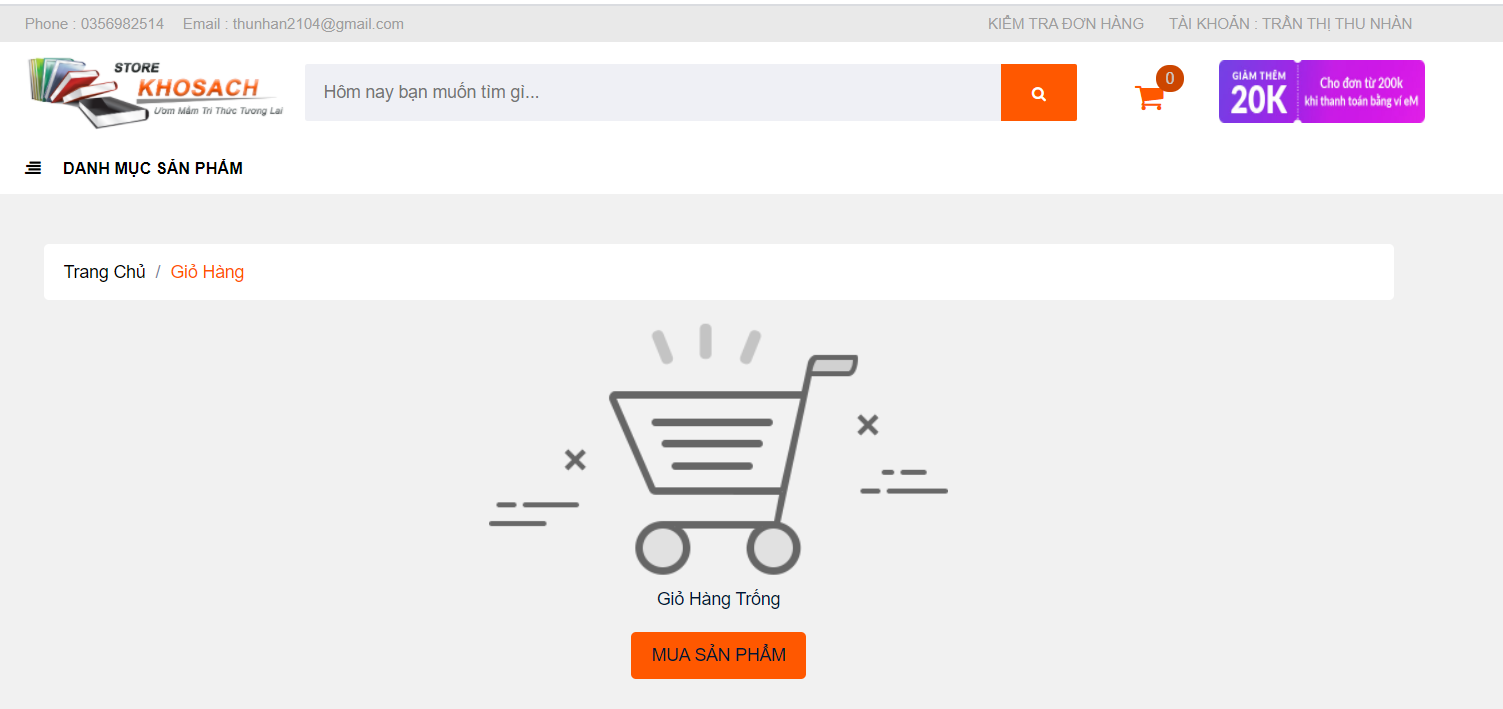 Phone : 0356982514 Email : thunhan2104@gmail.com KIỂM TRA ĐƠN HÀNG TÀI KHOẢN : TRẦN THỊ THU NHÀN
STORE
KHOSACH
Ươm Mầm Tri Thức Tương Lai
Hôm nay bạn muốn tìm gì...
0
GIẢM THÊM
20K
Cho đơn từ 200k
khi thanh toán bằng ví eM
DANH MỤC SẢN PHẨM
Trang Chủ / Giỏ Hàng
Giỏ Hàng Trống
MUA SẢN PHẨM